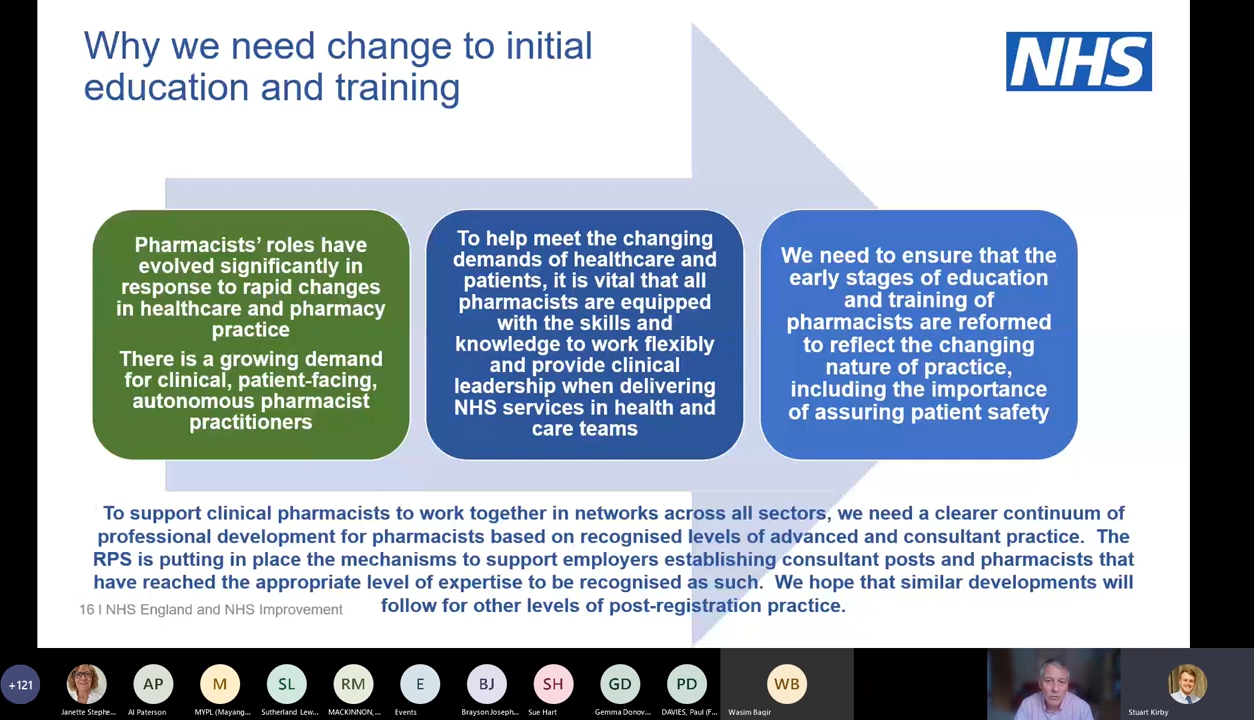 Why we need change to initial
education and training
NHS
Pharmacists’ roles have
evolved significantly in
response to rapid changes
in healthcare and pharmacy
practice
There is a growing demand
for clinical, patient-facing,
autonomous pharmacist
practitioners
To help meet the changing
demands of healthcare and
patients, it is vital that all
pharmacists are equipped
with the skills and
knowledge to work flexibly
and provide clinical
leadership when delivering
NHS services in health and
care teams
We need to ensure that the
early stages of education
and training of
pharmacists are reformed
to reflect the changing
nature of practice,
including the importance
of assuring patient safety
To support clinical pharmacists to work together in networks across all sectors, we need a clearer continuum of
professional development for pharmacists based on recognised levels of advanced and consultant practice. The
RPS is putting in place the mechanisms to support employers establishing consultant posts and pharmacists that
have reached the appropriate level of expertise to be recognised as such. We hope that similar developments will
follow for other levels of post-registration practice.
16 I NHS England and NHS Improvement
+121
Janette Stephe...
AP
Al Paterson
M
MYPL (Mayang...
SL
Sutherland Lew...
RM
MACKINNON,...
E
Events
BJ
Brayson Joseph...
SH
Sue Hart
GD
Gemma Donov...
PD
DAVIES, Paul (F...
WB
Wasim Baqir
Stuart Kirby